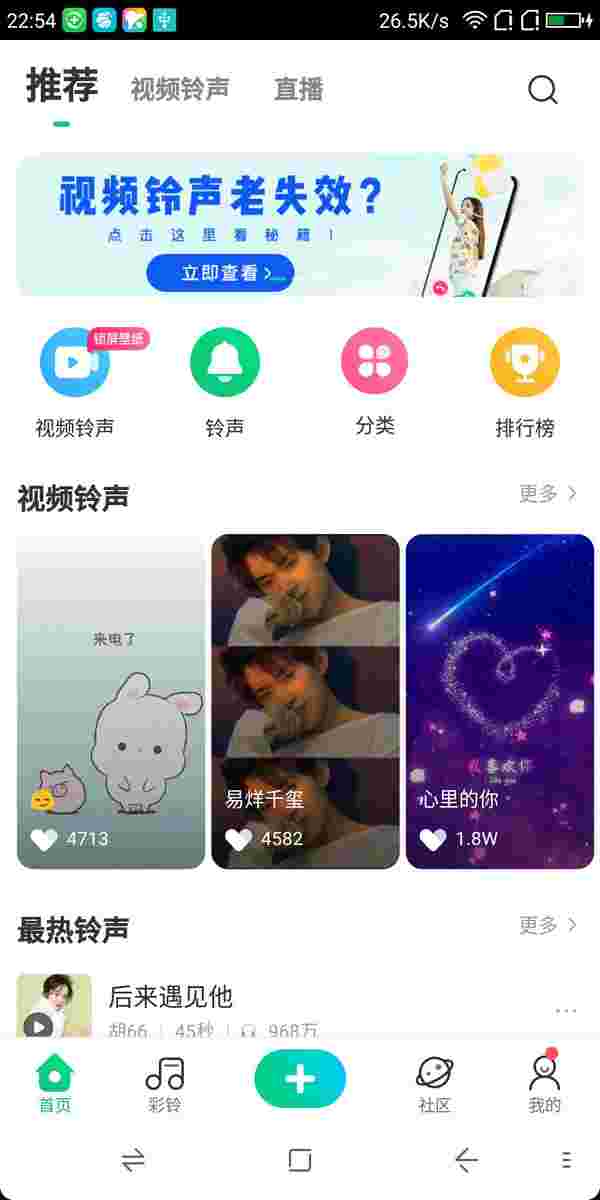 22:54
26.5K/s
推荐
视频铃声
直播
视频铃声老失效?
点击这里看秘籍!
立即查看
锁屏壁纸
视频铃声
铃声
分类
排行榜
视频铃声
更多
来电了
4713
易烊千玺
4582
我喜欢你
心里的你
1.8W
最热铃声
更多
后来遇见他
胡66
45秒
968万
首页
彩铃
社区
我的